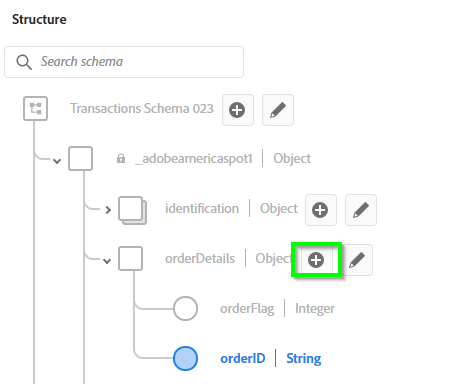 Structure
Search schema
Transactions Schema 023
_adobeamericaspot1 Object
identification Object
orderDetails Object
orderFlag Integer
orderID String